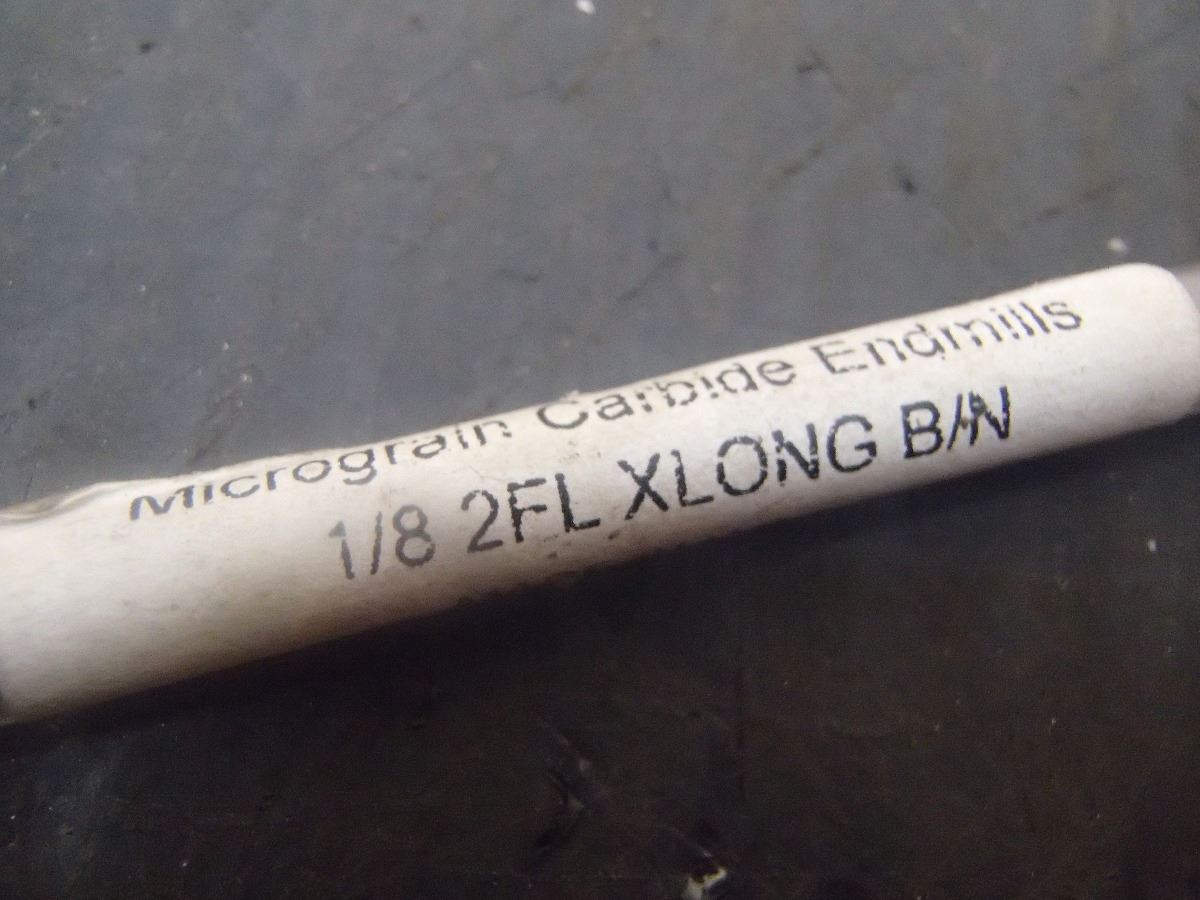 Micrograin Carbide Endmills
1/8 2FL XLONG B/N